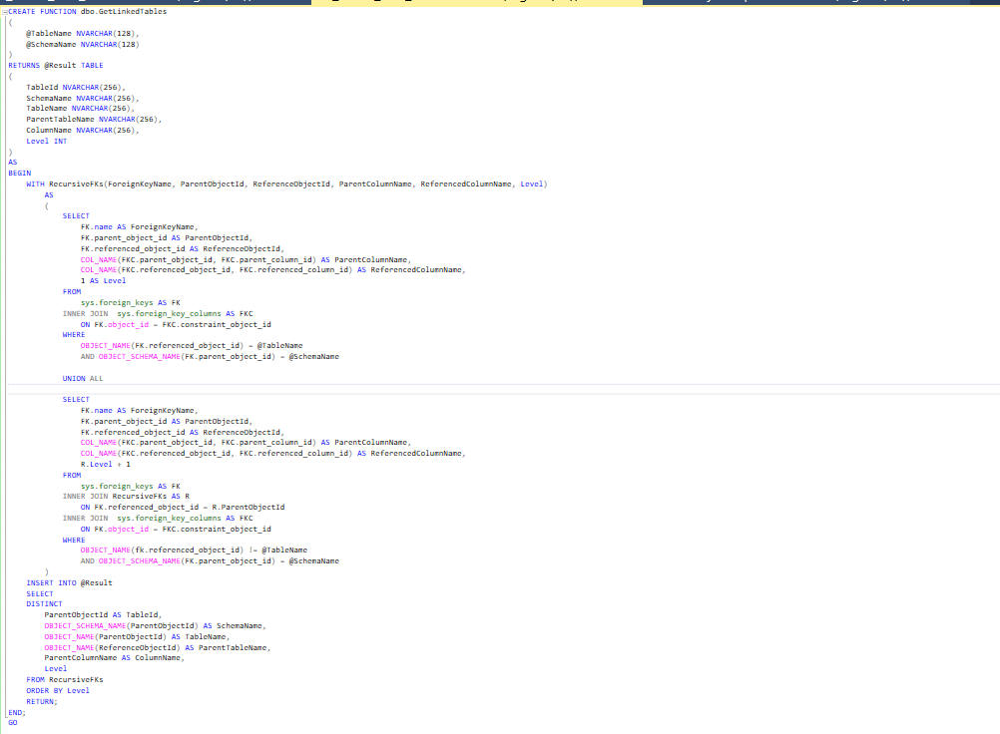 CREATE FUNCTION dbo.GetLinkedTables
(
    @TableName NVARCHAR(128),
    @SchemaName NVARCHAR(128)
)
RETURNS @Result TABLE
(
    TableId NVARCHAR(256),
    SchemaName NVARCHAR(256),
    TableName NVARCHAR(256),
    ParentTableName NVARCHAR(256),
    ColumnName NVARCHAR(256),
    Level INT
)
AS
BEGIN
    WITH RecursiveFKs(ForeignKeyName, ParentObjectId, ReferenceObjectId, ParentColumnName, ReferencedColumnName, Level)
        AS
        (
            SELECT
                FK.name AS ForeignKeyName,
                FK.parent_object_id AS ParentObjectId,
                FK.referenced_object_id AS ReferenceObjectId,
                COL_NAME(FKC.parent_object_id, FKC.parent_column_id) AS ParentColumnName,
                COL_NAME(FKC.referenced_object_id, FKC.referenced_column_id) AS ReferencedColumnName,
                1 AS Level
            FROM
                sys.foreign_keys AS FK
            INNER JOIN  sys.foreign_key_columns AS FKC
                ON FK.object_id = FKC.constraint_object_id
            WHERE
                OBJECT_NAME(FK.referenced_object_id) = @TableName
                AND OBJECT_SCHEMA_NAME(FK.parent_object_id) = @SchemaName
            UNION ALL
            SELECT
                FK.name AS ForeignKeyName,
                FK.parent_object_id AS ParentObjectId,
                FK.referenced_object_id AS ReferenceObjectId,
                COL_NAME(FKC.parent_object_id, FKC.parent_column_id) AS ParentColumnName,
                COL_NAME(FKC.referenced_object_id, FKC.referenced_column_id) AS ReferencedColumnName,
                R.Level + 1
            FROM
                sys.foreign_keys AS FK
            INNER JOIN RecursiveFKs AS R
                ON FK.referenced_object_id = R.ParentObjectId
            INNER JOIN  sys.foreign_key_columns AS FKC
                ON FK.object_id = FKC.constraint_object_id
            WHERE
                OBJECT_NAME(fk.referenced_object_id) != @TableName
                AND OBJECT_SCHEMA_NAME(FK.parent_object_id) = @SchemaName
        )
    INSERT INTO @Result
    SELECT
    DISTINCT
        ParentObjectId AS TableId,
        OBJECT_SCHEMA_NAME(ParentObjectId) AS SchemaName,
        OBJECT_NAME(ParentObjectId) AS TableName,
        OBJECT_NAME(ReferenceObjectId) AS ParentTableName,
        ParentColumnName AS ColumnName,
        Level
    FROM RecursiveFKs
    ORDER BY Level
    RETURN;
END;
GO